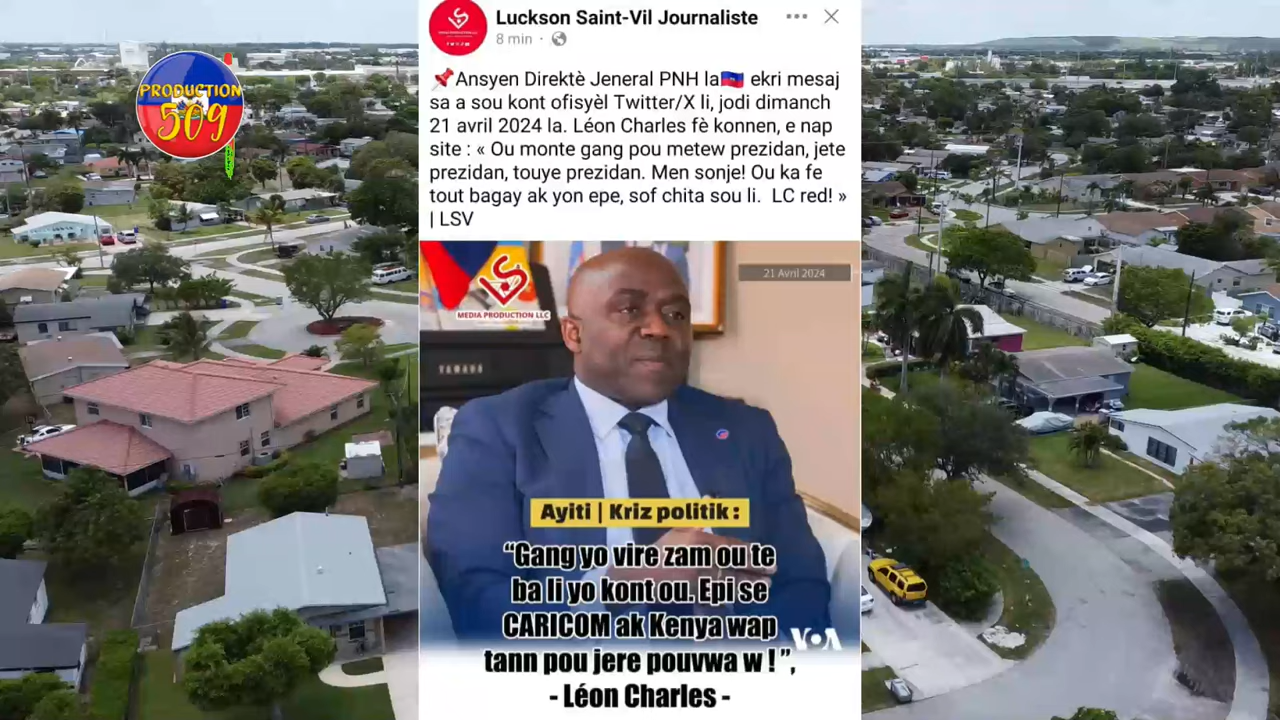 Luckson Saint-Vil Journaliste
8 min
📌Ansyen Direktè Jeneral PNH la🇭🇹 ekri mesaj
sa a sou kont ofisyèl Twitter/X li, jodi dimanch
21 avril 2024 la. Léon Charles fè konnen, e nap
site : « Ou monte gang pou metew prezidan, jete
prezidan, touye prezidan. Men sonje! Ou ka fe
tout bagay ak yon epe, sof chita sou li.  LC red! »
| LSV
PRODUCTION
509
21 Avril 2024
MEDIA PRODUCTION LLC
YAMAHA
Ayiti | Kriz politik :
“Gang yo vire zam ou te
ba li yo kont ou. Epi se
CARICOM ak Kenya wap
tann pou jere pouvwa w ! ”,
- Léon Charles -
VOA